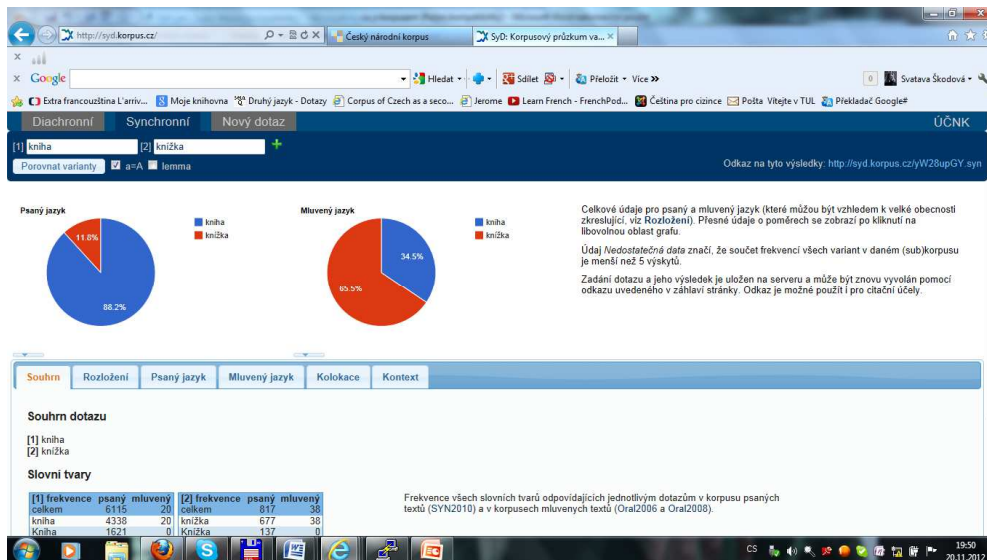 http://syd.korpus.cz/
Český národní korpus
SyD: Korpusový průzkum va...
Google
Hledat
Sdílet
Přeložit
Více »
0
Svatava Škodová
Extra francouzština L'arriv...
Moje knihovna
Druhý jazyk - Dotazy
Corpus of Czech as a seco...
Jerome
Learn French - FrenchPod...
Čeština pro cizince
Pošta Vítejte v TUL
Překladač Google#
Diachronní
Synchronní
Nový dotaz
ÚČNK
[1] kniha
[2] knížka
Porovnat varianty
a=A
lemma
Odkaz na tyto výsledky: http://syd.korpus.cz/yW28upGY.syn
Psaný jazyk
kniha
knížka
11.8%
88.2%
Mluvený jazyk
kniha
knížka
34.5%
65.5%
Celkové údaje pro psaný a mluvený jazyk (které můžou být vzhledem k velké obecnosti
zkreslující, viz Rozložení). Přesné údaje o poměrech se zobrazí po kliknutí na
libovolnou oblast grafu.
Údaj Nedostatečná data značí, že součet frekvencí všech variant v daném (sub)korpusu
je menší než 5 výskytů.
Zadání dotazu a jeho výsledek je uložen na serveru a může být znovu vyvolán pomocí
odkazu uvedeného v záhlaví stránky. Odkaz je možné použít i pro citační účely.
Souhrn
Rozložení
Psaný jazyk
Mluvený jazyk
Kolokace
Kontext
Souhrn dotazu
[1] kniha
[2] knížka
Slovní tvary
[1] frekvence psaný mluvený
celkem 6115 20
kniha 4338 20
Kniha 1621 0
[2] frekvence psaný mluvený
celkem 817 38
knížka 677 38
Knížka 137 0
Frekvence všech slovních tvarů odpovídajících jednotlivým dotazům v korpusu psaných
textů (SYN2010) a v korpusech mluvených textů (Oral2006 a Oral2008).
CS
19:50
20.11.2012